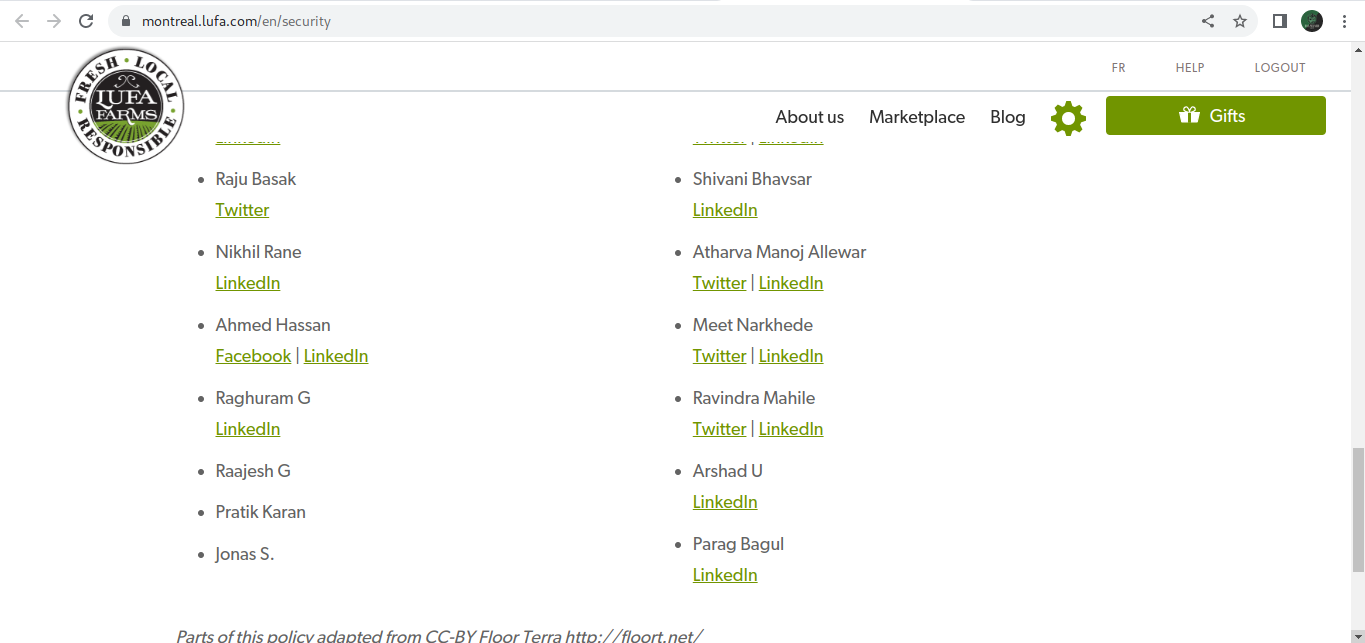 montreal.lufa.com/en/security
FR HELP LOGOUT
FRESH • LOCAL
LUFA
FARMS
RESPONSIBLE
About us Marketplace Blog Gifts
LinkedIn
Twitter | LinkedIn
Raju Basak
Twitter
Nikhil Rane
LinkedIn
Ahmed Hassan
Facebook | LinkedIn
Raghuram G
LinkedIn
Raajesh G
Pratik Karan
Jonas S.
Shivani Bhavsar
LinkedIn
Atharva Manoj Allewar
Twitter | LinkedIn
Meet Narkhede
Twitter | LinkedIn
Ravindra Mahile
Twitter | LinkedIn
Arshad U
LinkedIn
Parag Bagul
LinkedIn
Parts of this policy adapted from CC-BY Floor Terra http://floort.net/